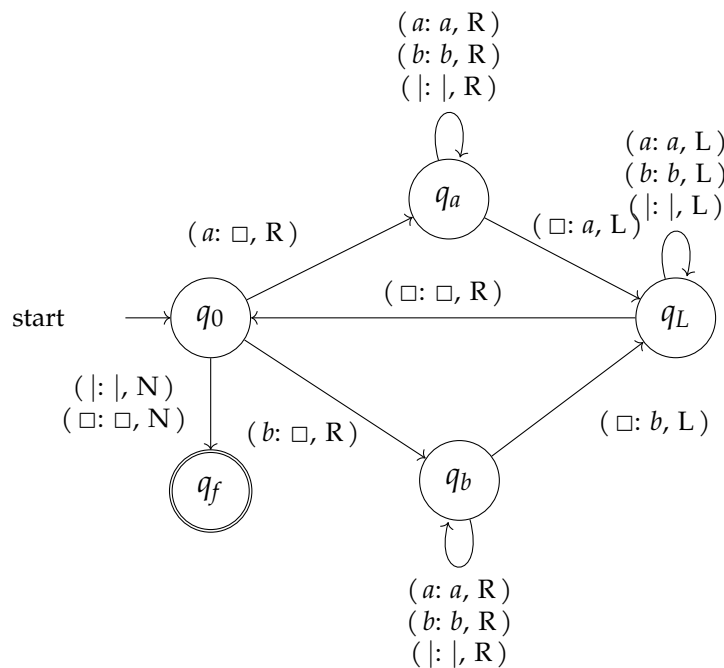 ( a: a, R )
( b: b, R )
( |: |, R )
( a: a, L )
( b: b, L )
( |: |, L )
q_a
( a: □, R )
( □: a, L )
( □: □, R )
start
q_0
q_L
( |: |, N )
( □: □, N )
( b: □, R )
( □: b, L )
q_f
q_b
( a: a, R )
( b: b, R )
( |: |, R )